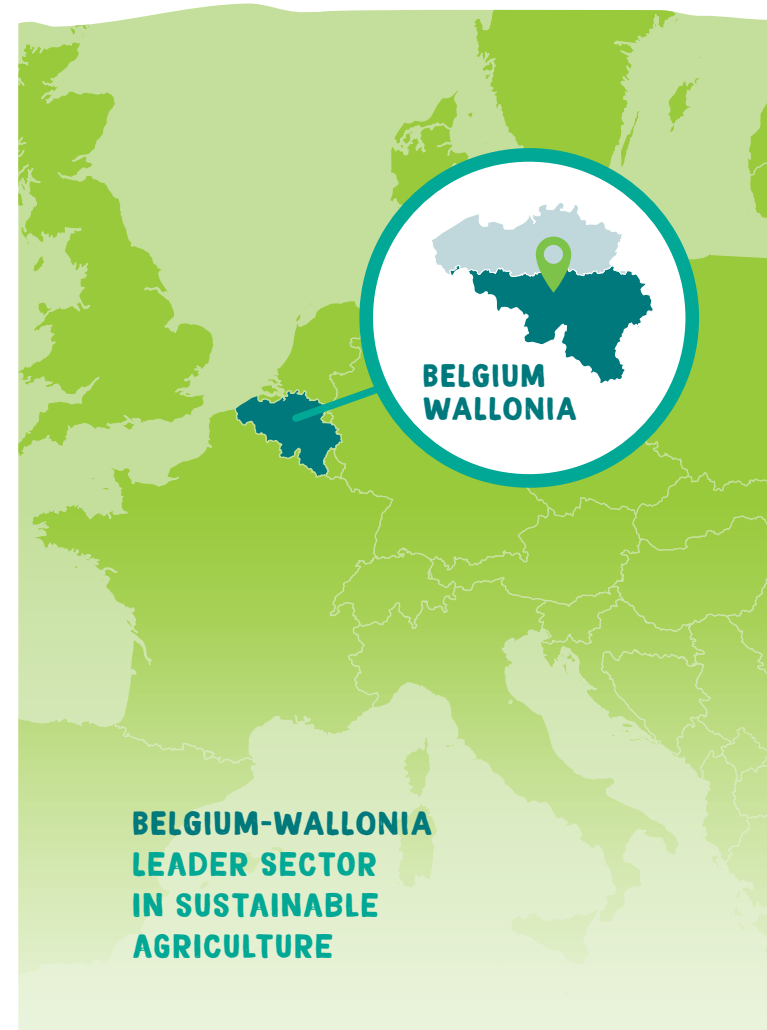 BELGIUM
WALLONIA
BELGIUM-WALLONIA
LEADER SECTOR
IN SUSTAINABLE
AGRICULTURE